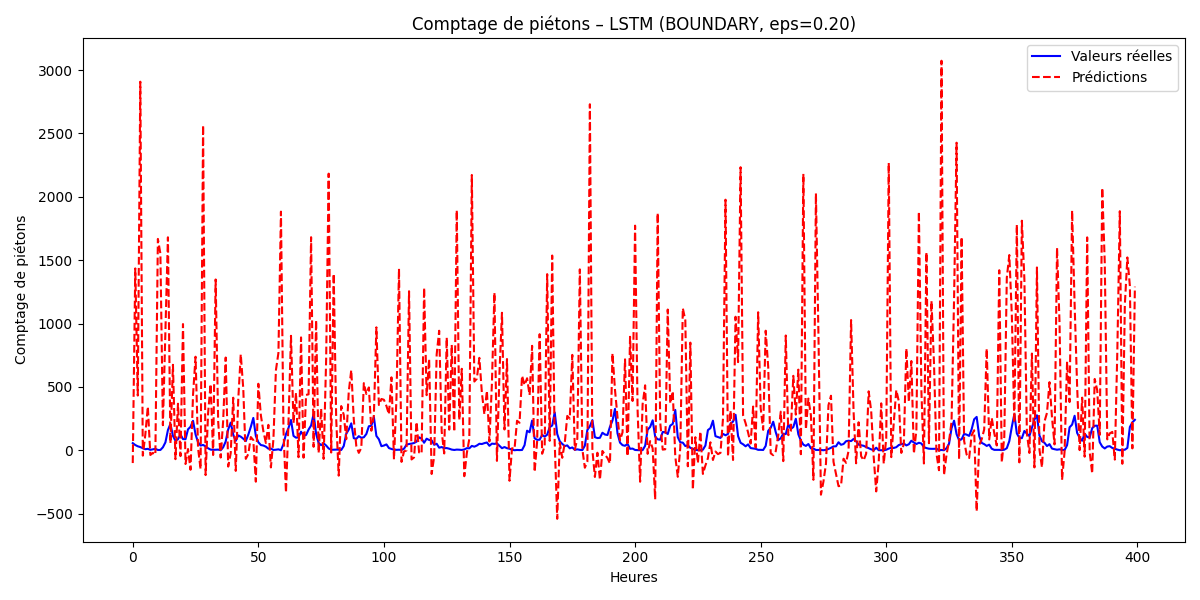 Comptage de piétons – LSTM (BOUNDARY, eps=0.20)
Valeurs réelles
Prédictions
3000
2500
2000
1500
1000
500
0
−500
Comptage de piétons
0 50 100 150 200 250 300 350 400
Heures